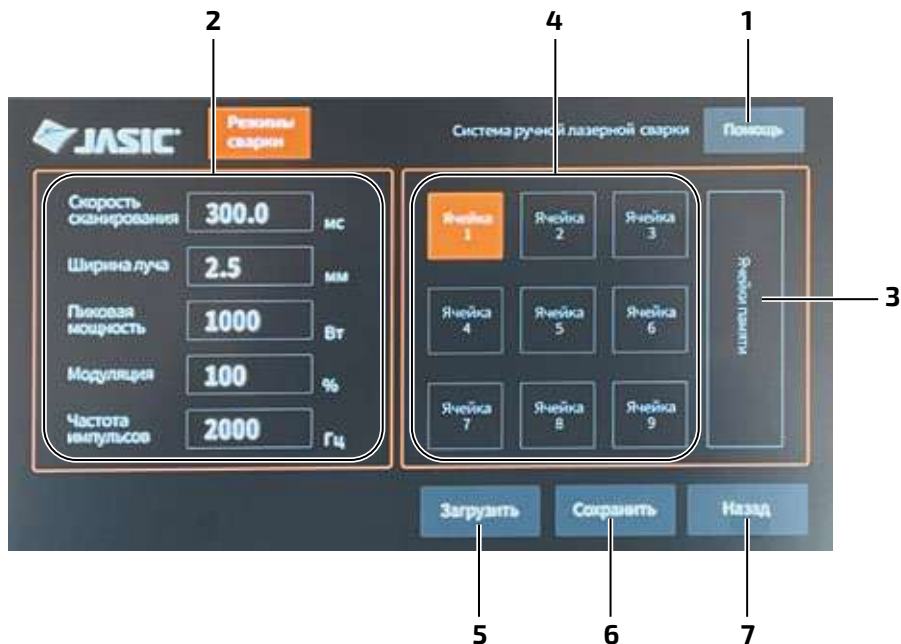 2
4
1
JASIC
Режимы
сварки
Система ручной лазерной сварки
Помощь
Скорость
сканирования
300.0
мс
Ширина луча
2.5
мм
Пиковая
мощность
1000
Вт
Модуляция
100
%
Частота
импульсов
2000
Гц
Ячейка
1
Ячейка
2
Ячейка
3
Ячейка
4
Ячейка
5
Ячейка
6
Ячейка
7
Ячейка
8
Ячейка
9
Ячейки памяти
3
Загрузить
Сохранить
Назад
5
6
7